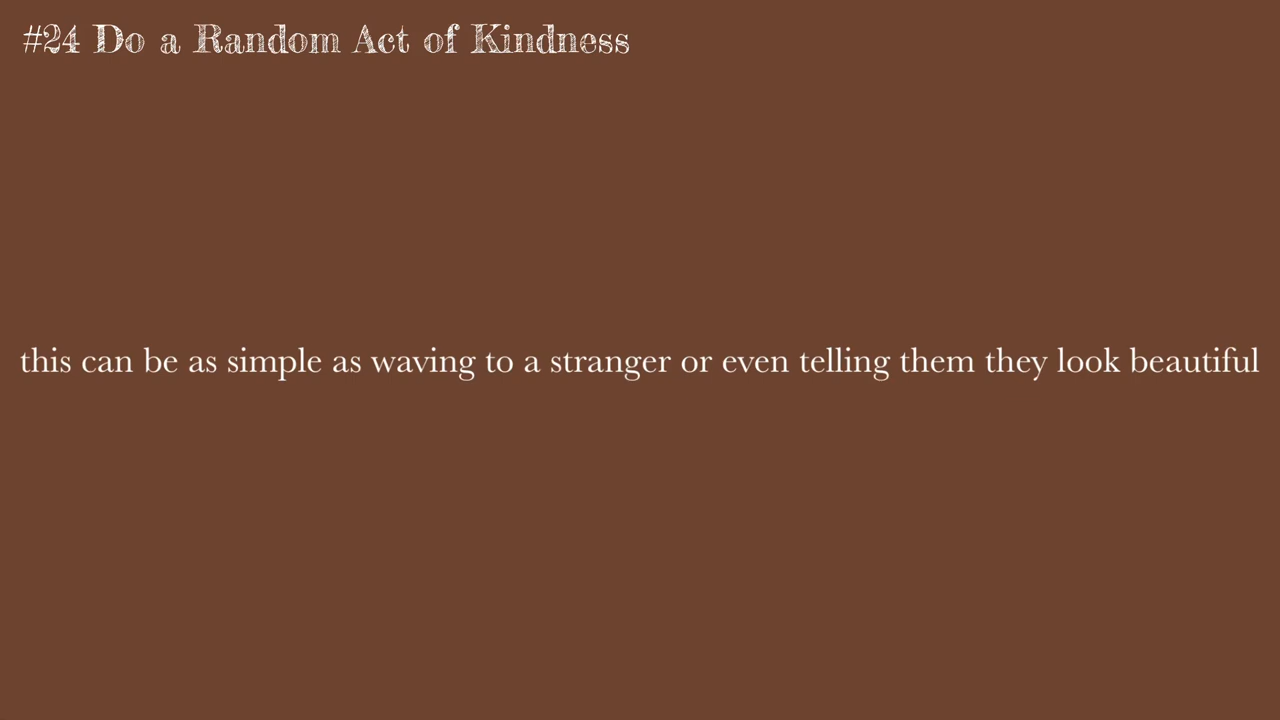 #24 Do a Random Act of Kindness
this can be as simple as waving to a stranger or even telling them they look beautiful